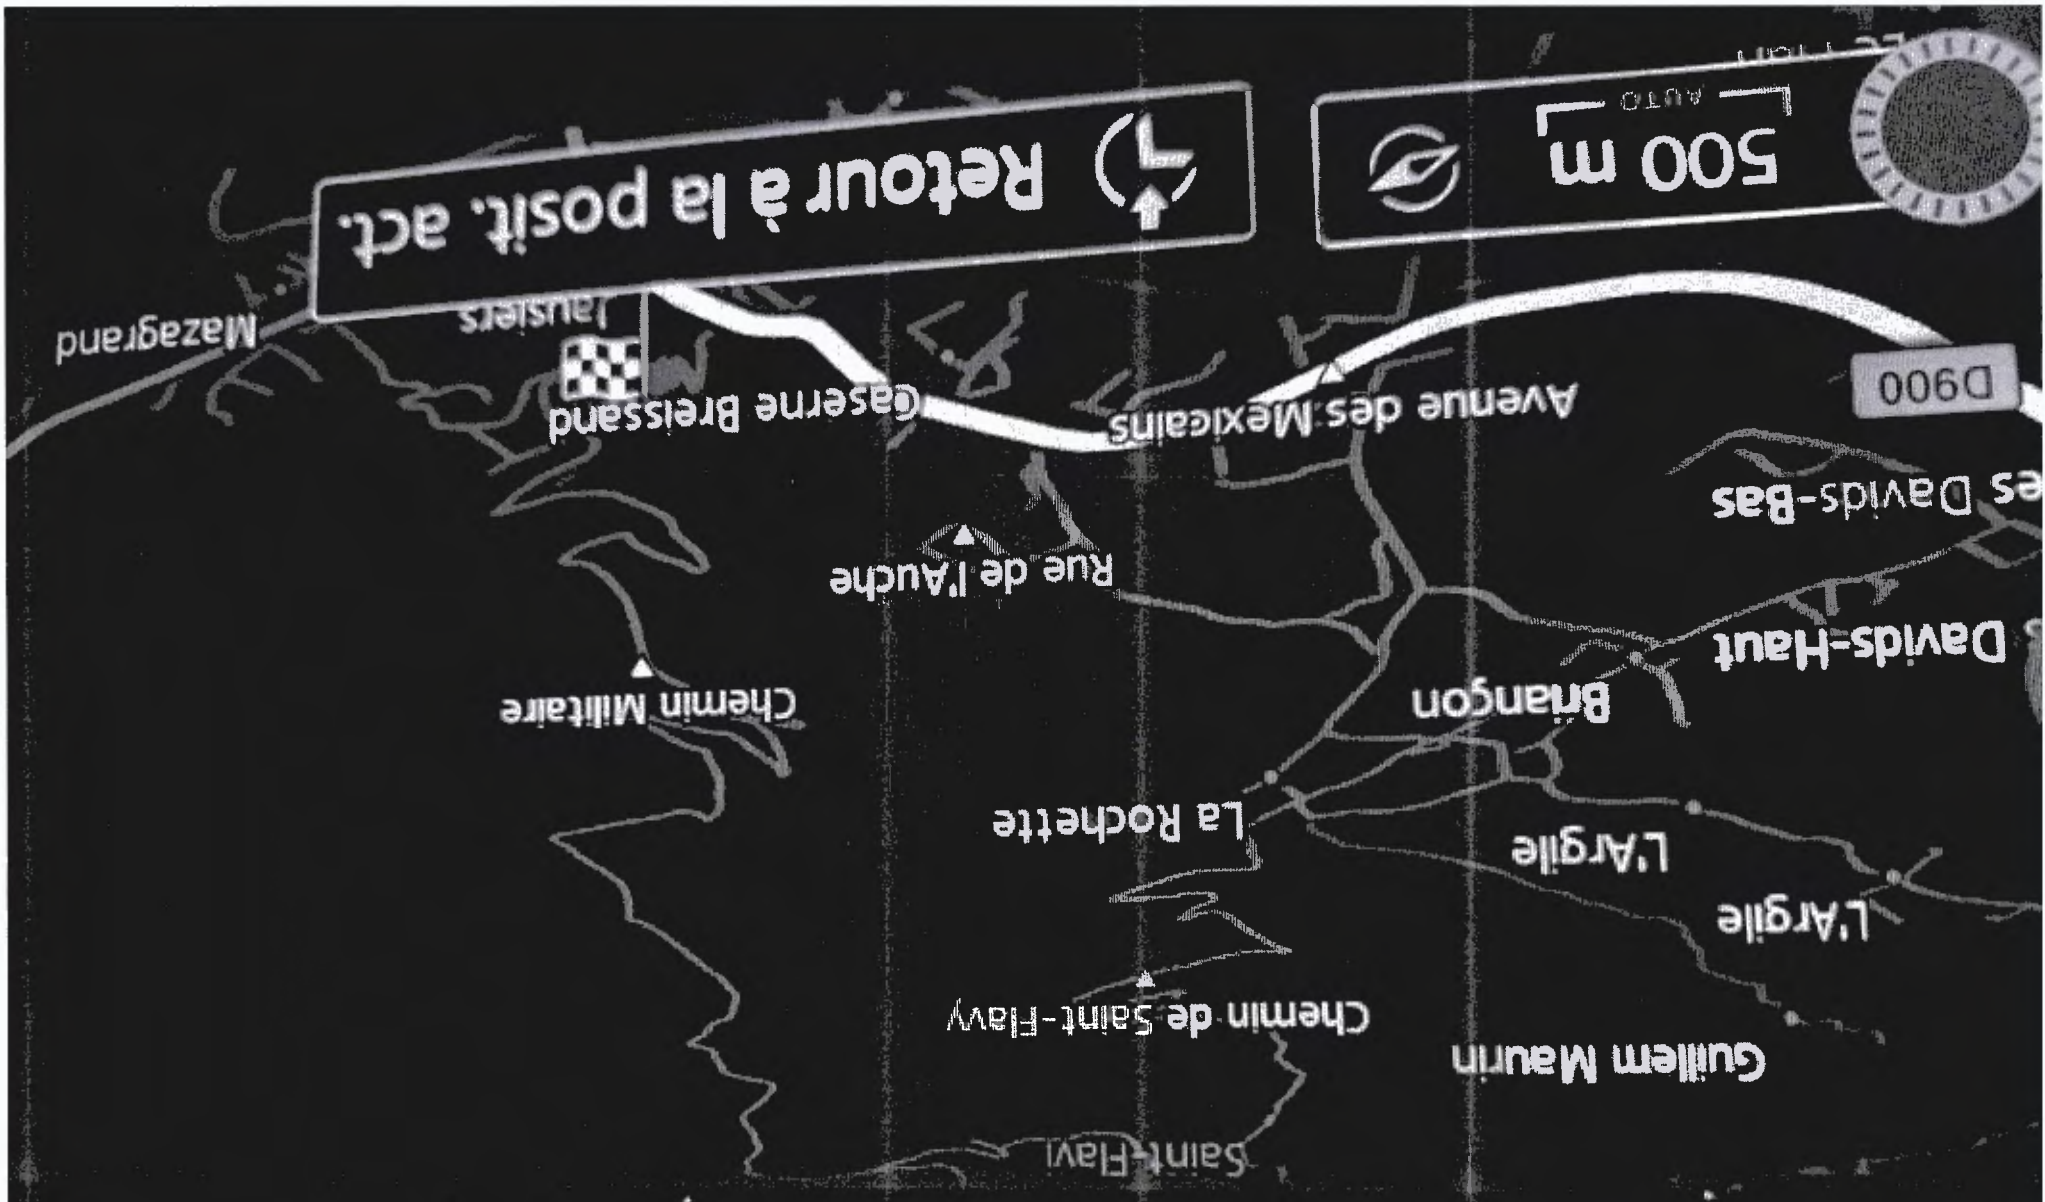 Saint-Flavi
Guillem Maurin
Chemin de Saint-Flavy
L'Argile
L'Argile
La Rochette
Briançon
Chemin Militaire
Davids-Haut
Rue de l'Auche
es Davids-Bas
D900
Avenue des Mexicains
Caserne Breissand
Jausiers
Mazagrand
500 m
AUTO
Retour à la posit. act.